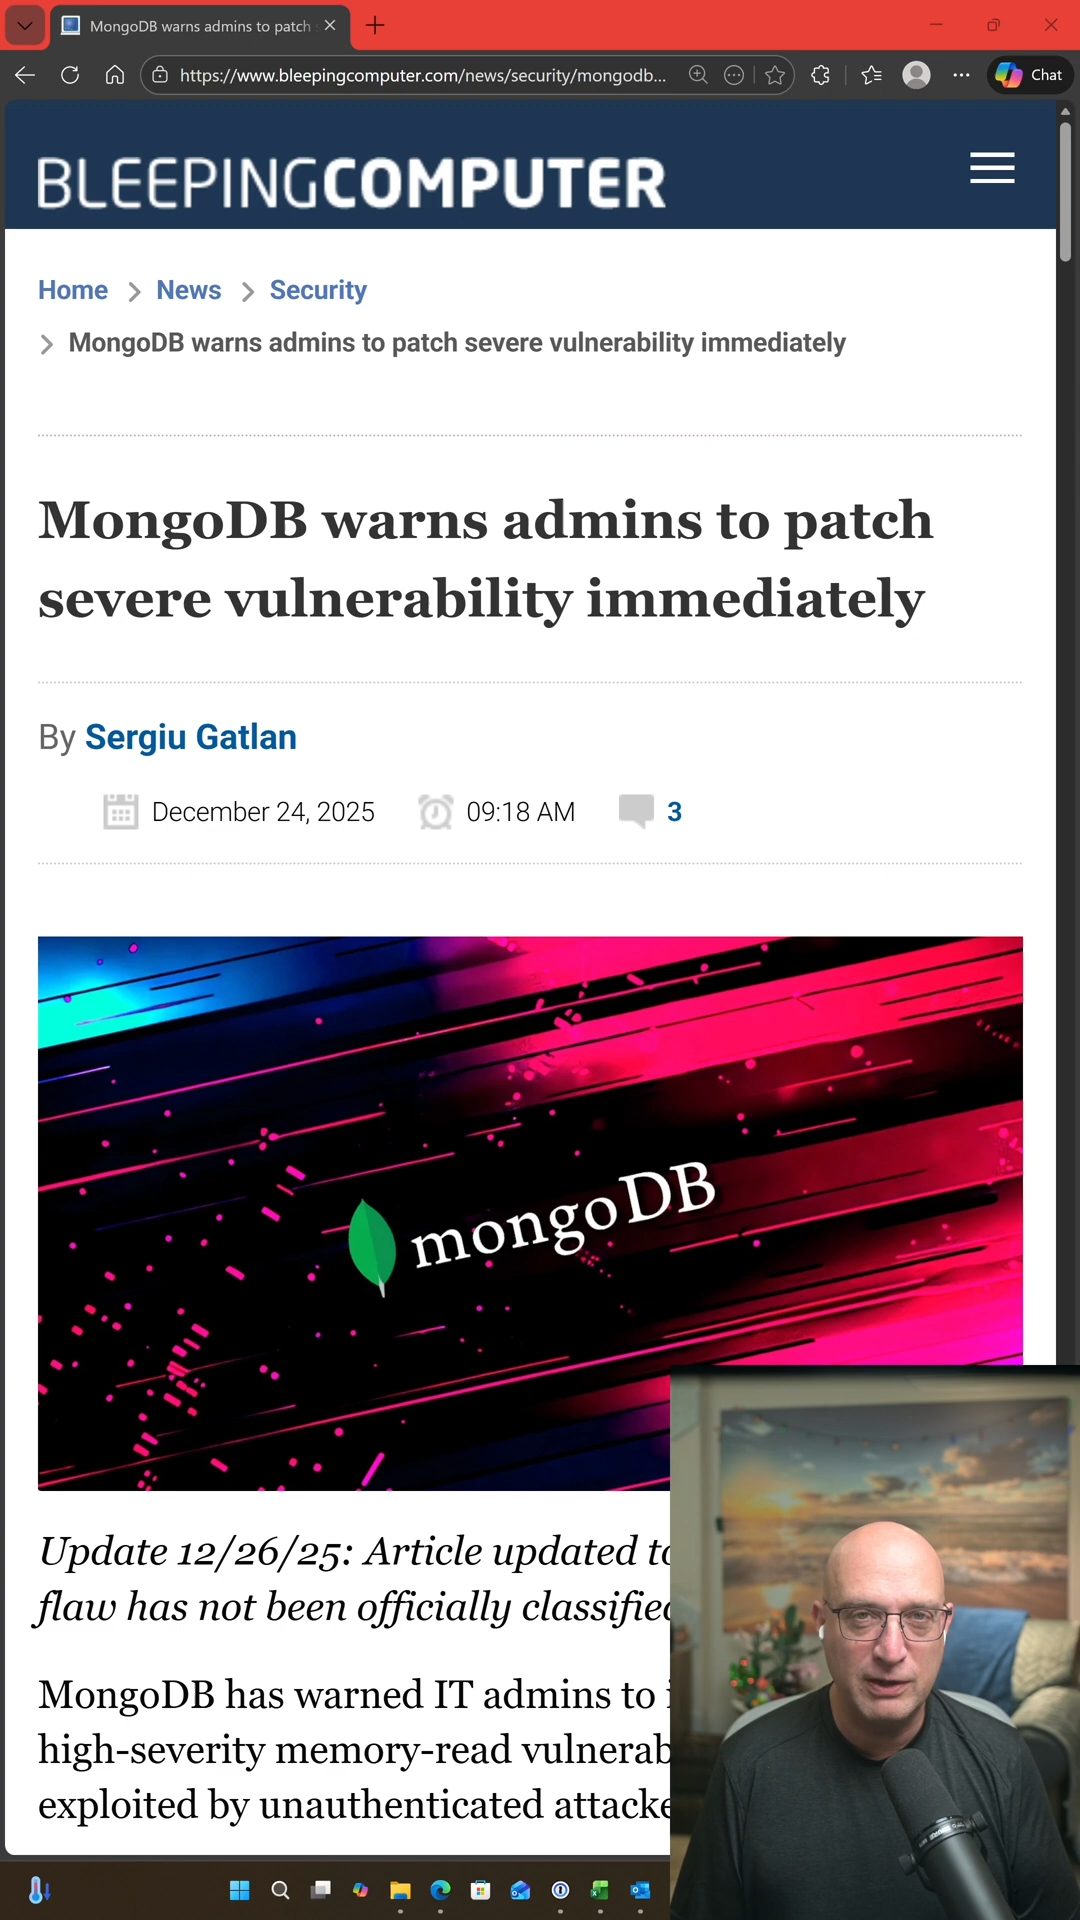 MongoDB warns admins to patch
https://www.bleepingcomputer.com/news/security/mongodb...
Chat
BLEEPINGCOMPUTER
Home > News > Security
> MongoDB warns admins to patch severe vulnerability immediately
MongoDB warns admins to patch
severe vulnerability immediately
By Sergiu Gatlan
December 24, 2025 09:18 AM 3
mongoDB
Update 12/26/25: Article updated to
flaw has not been officially classified
MongoDB has warned IT admins to
high-severity memory-read
exploited by unauthenticated